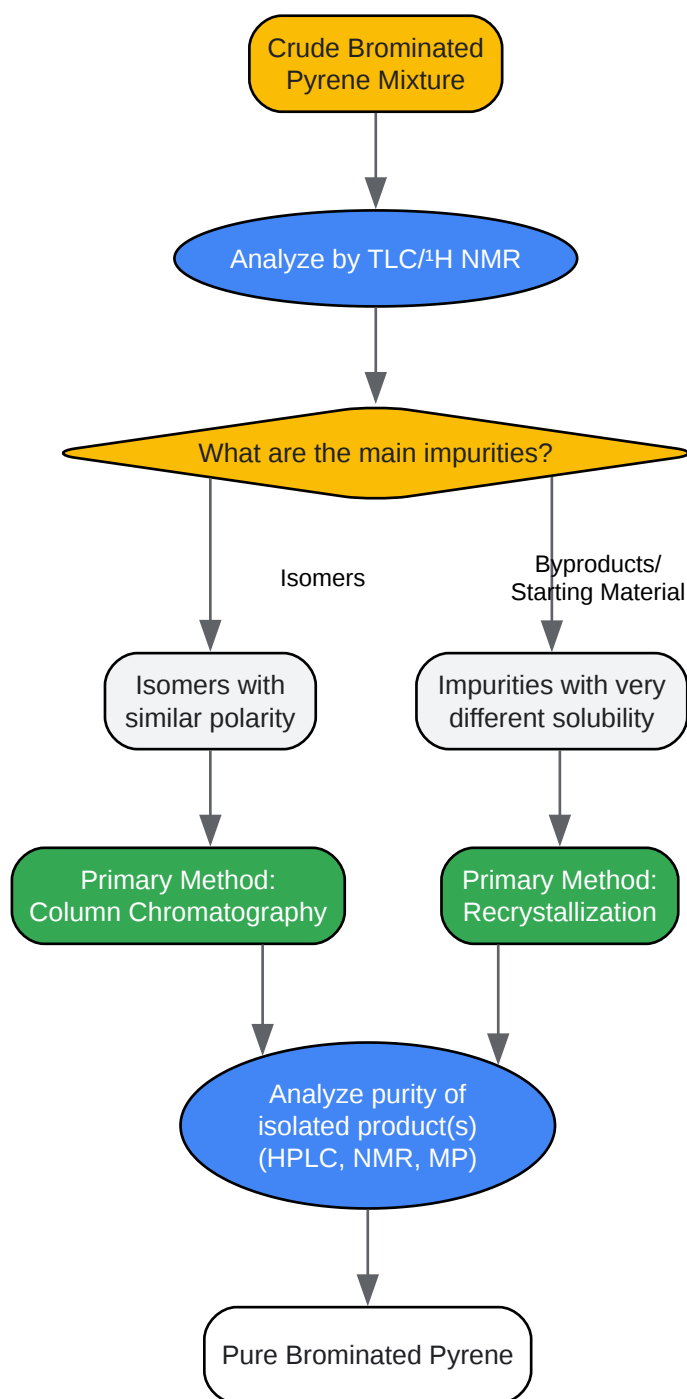 Crude Brominated
Pyrene Mixture
Analyze by TLC/¹H NMR
What are the main impurities?
Isomers
Byproducts/
Starting Material
Isomers with
similar polarity
Impurities with very
different solubility
Primary Method:
Column Chromatography
Primary Method:
Recrystallization
Analyze purity of
isolated product(s)
(HPLC, NMR, MP)
Pure Brominated Pyrene